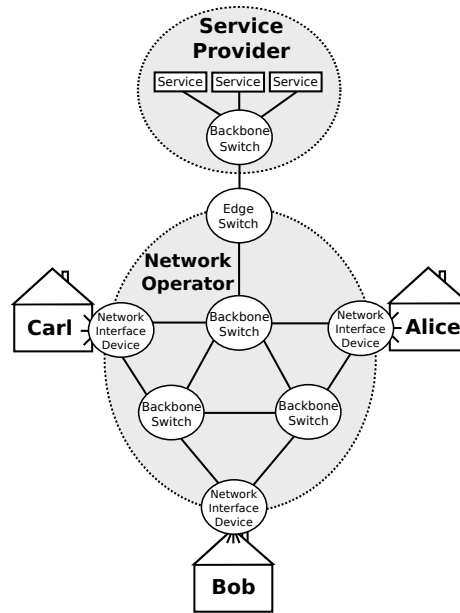 Service
Provider
Service Service Service
Backbone
Switch
Edge
Switch
Network
Operator
Carl
Network
Interface
Device
Backbone
Switch
Network
Interface
Device
Alice
Backbone
Switch
Backbone
Switch
Network
Interface
Device
Bob